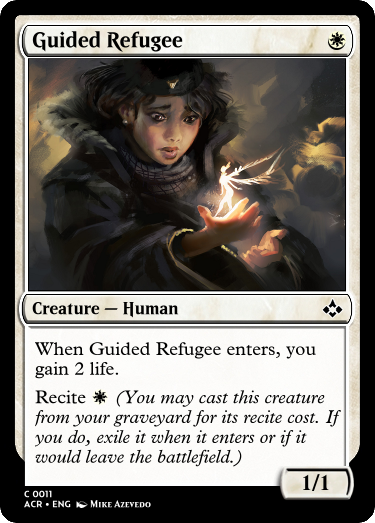 Guided Refugee
Creature — Human
When Guided Refugee enters, you
gain 2 life.
Recite (You may cast this creature
from your graveyard for its recite cost. If
you do, exile it when it enters or if it
would leave the battlefield.)
1/1
C 0011
ACR • ENG Mike Azevedo